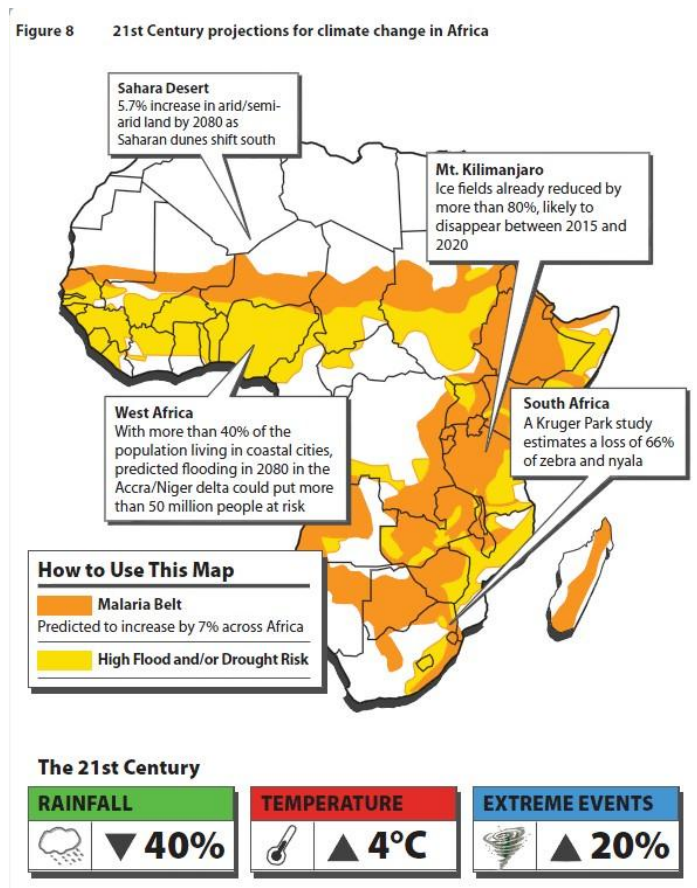 Figure 8 21st Century projections for climate change in Africa
Sahara Desert
5.7% increase in arid/semi-
arid land by 2080 as
Saharan dunes shift south
Mt. Kilimanjaro
Ice fields already reduced by
more than 80%, likely to
disappear between 2015 and
2020
West Africa
With more than 40% of the
population living in coastal cities,
predicted flooding in 2080 in the
Accra/Niger delta could put more
than 50 million people at risk
South Africa
A Kruger Park study
estimates a loss of 66%
of zebra and nyala
How to Use This Map
Malaria Belt
Predicted to increase by 7% across Africa
High Flood and/or Drought Risk
The 21st Century
RAINFALL
40%
TEMPERATURE
4°C
EXTREME EVENTS
20%